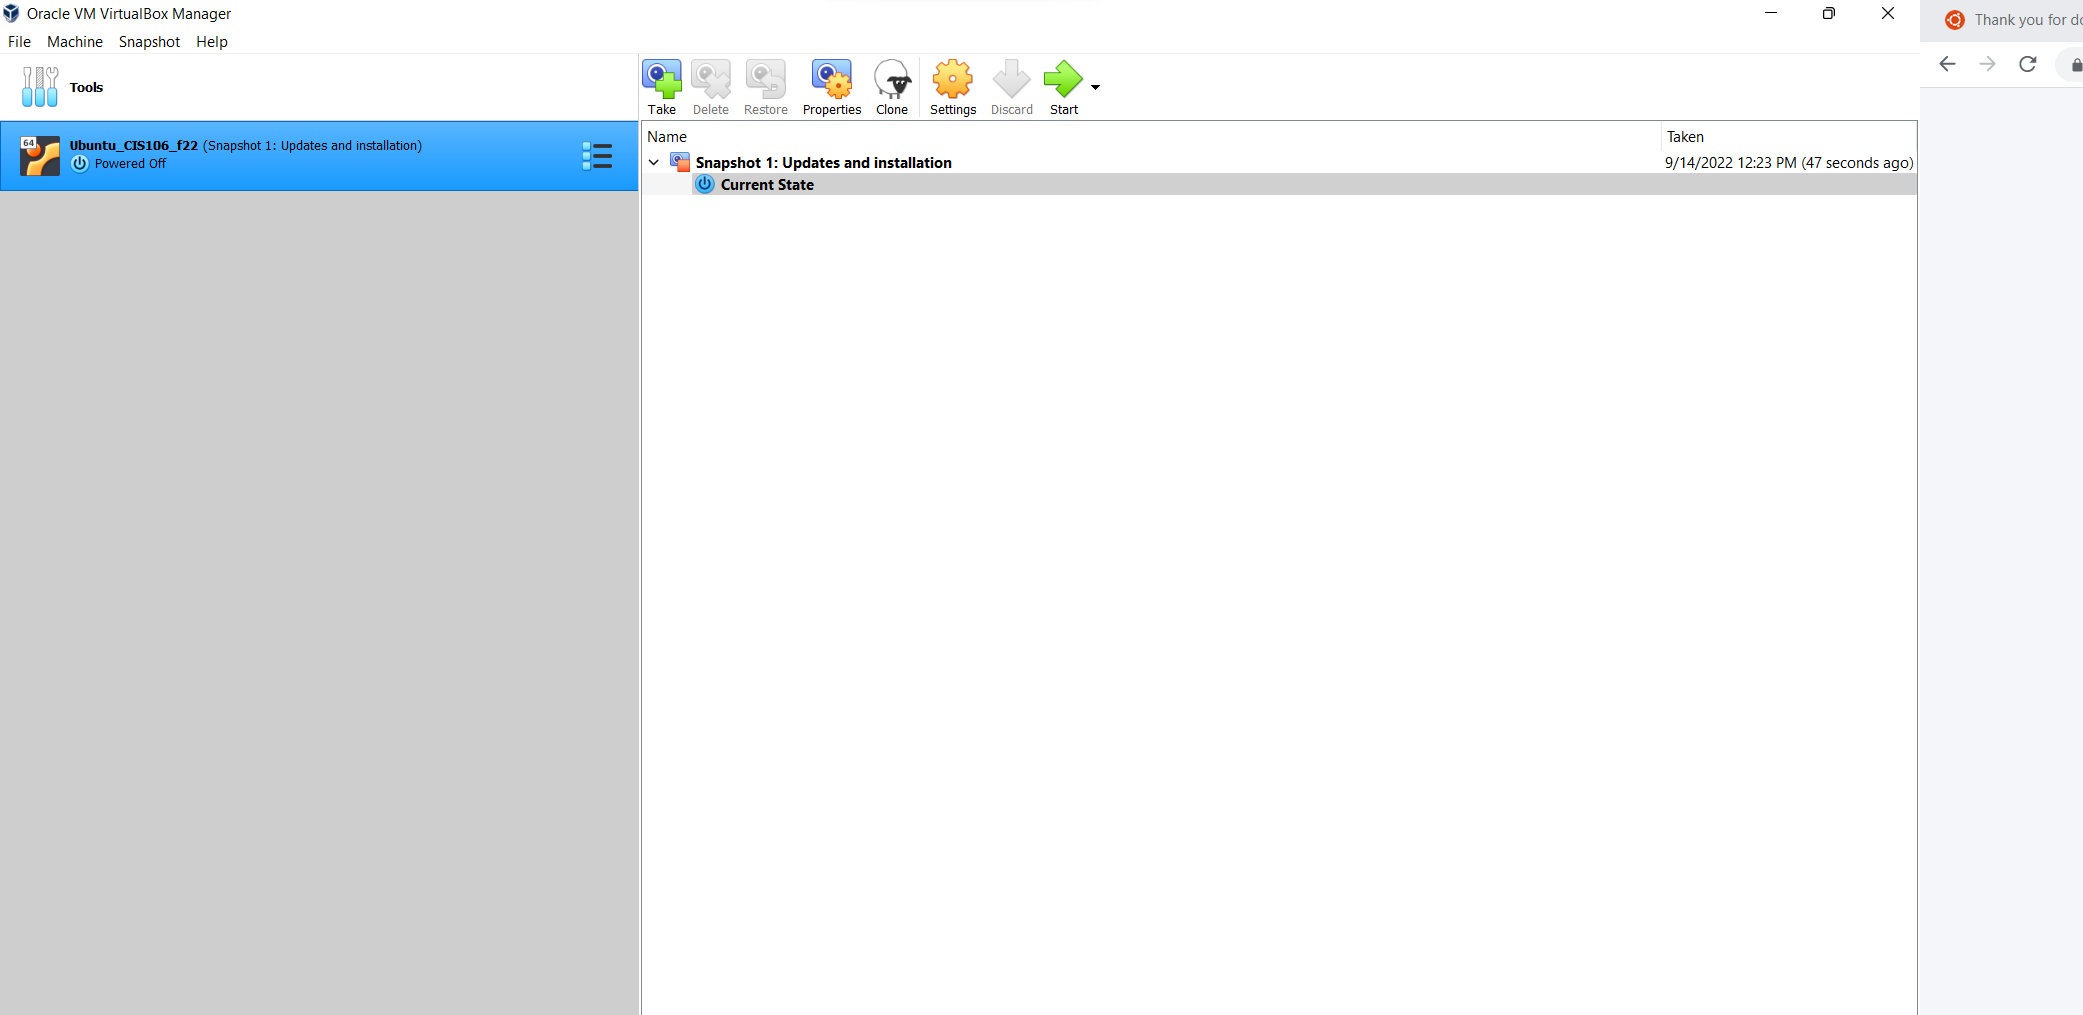 Oracle VM VirtualBox Manager
File Machine Snapshot Help
Tools
64
Ubuntu_CIS106_f22 (Snapshot 1: Updates and installation)
Powered Off
Take Delete Restore Properties Clone Settings Discard Start
Name Taken
Snapshot 1: Updates and installation 9/14/2022 12:23 PM (47 seconds ago)
Current State
Thank you for